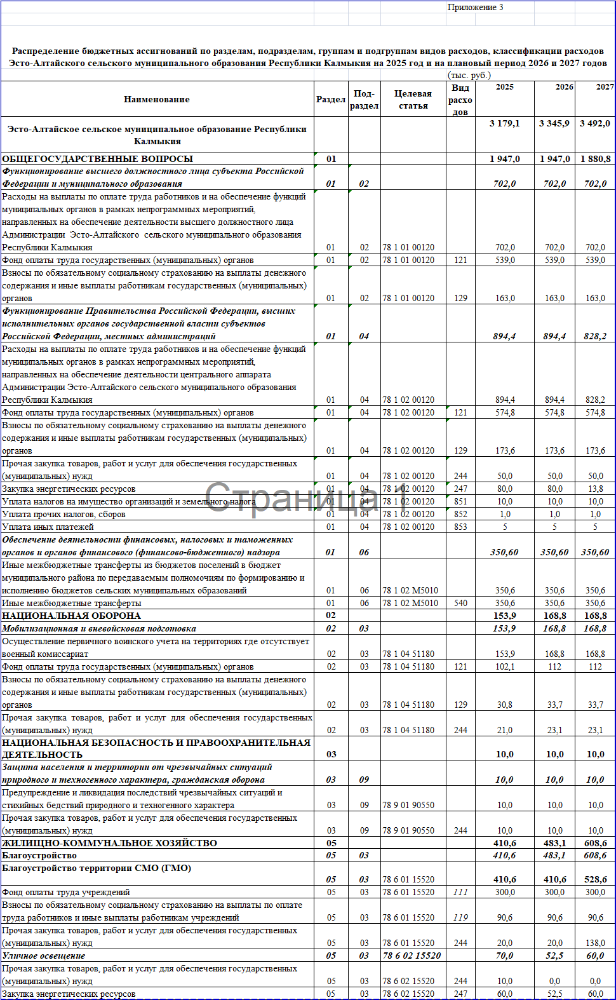 Приложение 3
Распределение бюджетных ассигнований по разделам, подразделам, группам и подгруппам видов расходов, классификации расходов
Эсто-Алтайского сельского муниципального образования Республики Калмыкия на 2025 год и на плановый период 2026 и 2027 годов
(тыс. руб.)
Наименование Раздел Под-раздел Целевая статья Вид расхо дов 2025 2026 2027
Эсто-Алтайское сельское муниципальное образование Республики
Калмыкия 3 179,1 3 345,9 3 492,0
ОБЩЕГОСУДАРСТВЕННЫЕ ВОПРОСЫ 01 1 947,0 1 947,0 1 880,8
Функционирование высшего должностного лица субъекта Российской
Федерации и муниципального образования 01 02 702,0 702,0 702,0
Расходы на выплаты по оплате труда работников и на обеспечение функций
муниципальных органов в рамках непрограммных мероприятий,
направленных на обеспечение деятельности высшего должностного лица
Администрации Эсто-Алтайского сельского муниципального образования
Республики Калмыкия 01 02 78 1 01 00120 702,0 702,0 702,0
Фонд оплаты труда государственных (муниципальных) органов 01 02 78 1 01 00120 121 539,0 539,0 539,0
Взносы по обязательному социальному страхованию на выплаты денежного
содержания и иные выплаты работникам государственных (муниципальных)
органов 01 02 78 1 01 00120 129 163,0 163,0 163,0
Функционирование Правительства Российской Федерации, высших
исполнительных органов государственной власти субъектов
Российской Федерации, местных администраций 01 04 894,4 894,4 828,2
Расходы на выплаты по оплате труда работников и на обеспечение функций
муниципальных органов в рамках непрограммных мероприятий,
направленных на обеспечение деятельности центрального аппарата
Администрации Эсто-Алтайского сельского муниципального образования
Республики Калмыкия 01 04 78 1 02 00120 894,4 894,4 828,2
Фонд оплаты труда государственных (муниципальных) органов 01 04 78 1 02 00120 121 574,8 574,8 574,8
Взносы по обязательному социальному страхованию на выплаты денежного
содержания и иные выплаты работникам государственных (муниципальных)
органов 01 04 78 1 02 00120 129 173,6 173,6 173,6
Прочая закупка товаров, работ и услуг для обеспечения государственных
(муниципальных) нужд 01 04 78 1 02 00120 244 50,0 50,0 50,0
Закупка энергетических ресурсов 01 04 78 1 02 00120 247 80,0 80,0 13,8
Страница 1
Уплата налогов на имущество организаций и земельного налога 01 04 78 1 02 00120 851 10,0 10,0 10,0
Уплата прочих налогов, сборов 01 04 78 1 02 00120 852 1,0 1,0 1,0
Уплата иных платежей 01 04 78 1 02 00120 853 5 5 5
Обеспечение деятельности финансовых, налоговых и таможенных
органов и органов финансового (финансово-бюджетного) надзора 01 06 350,60 350,60 350,60
Иные межбюджетные трансферты из бюджетов поселений в бюджет
муниципального района по передаваемым полномочиям по формированию и
исполнению бюджетов сельских муниципальных образований 01 06 78 1 02 М5010 350,6 350,6 350,6
Иные межбюджетные трансферты 01 06 78 1 02 М5010 540 350,6 350,6 350,6
НАЦИОНАЛЬНАЯ ОБОРОНА 02 153,9 168,8 168,8
Мобилизационная и вневойсковая подготовка 02 03 153,9 168,8 168,8
Осуществление первичного воинского учета на территориях где отсутствует
военный комиссариат 02 03 78 1 04 51180 153,9 168,8 168,8
Фонд оплаты труда государственных (муниципальных) органов 02 03 78 1 04 51180 121 102,1 112 112
Взносы по обязательному социальному страхованию на выплаты денежного
содержания и иные выплаты работникам государственных (муниципальных)
органов 02 03 78 1 04 51180 129 30,8 33,7 33,7
Прочая закупка товаров, работ и услуг для обеспечения государственных
(муниципальных) нужд 02 03 78 1 04 51180 244 21,0 23,1 23,1
НАЦИОНАЛЬНАЯ БЕЗОПАСНОСТЬ И ПРАВООХРАНИТЕЛЬНАЯ
ДЕЯТЕЛЬНОСТЬ 03 10,0 10,0 10,0
Защита населения и территории от чрезвычайных ситуаций
природного и техногенного характера, гражданская оборона 03 09 10,0 10,0 10,0
Предупреждение и ликвидация последствий чрезвычайных ситуаций и
стихийных бедствий природного и техногенного характера 03 09 78 9 01 90550 10,0 10,0 10,0
Прочая закупка товаров, работ и услуг для обеспечения государственных
(муниципальных) нужд 03 09 78 9 01 90550 244 10,0 10,0 10,0
ЖИЛИЩНО-КОММУНАЛЬНОЕ ХОЗЯЙСТВО 05 410,6 483,1 608,6
Благоустройство 05 03 410,6 483,1 608,6
Благоустройство территории СМО (ГМО)
05 03 78 6 01 15520 410,6 410,6 528,6
Фонд оплаты труда учреждений 05 03 78 6 01 15520 111 300,0 300,0 300,0
Взносы по обязательному социальному страхованию на выплаты по оплате
труда работников и иные выплаты работникам учреждений 05 03 78 6 01 15520 119 90,6 90,6 90,6
Прочая закупка товаров, работ и услуг для обеспечения государственных
(муниципальных) нужд 05 03 78 6 01 15520 244 20,0 20,0 138,0
Уличное освещение 05 03 78 6 02 15520 70,0 52,5 60,0
Прочая закупка товаров, работ и услуг для обеспечения государственных
(муниципальных) нужд 05 03 78 6 02 15520 244 10,0 0,0 0,0
Закупка энергетических ресурсов 05 03 78 6 02 15520 247 60,0 52,5 60,0